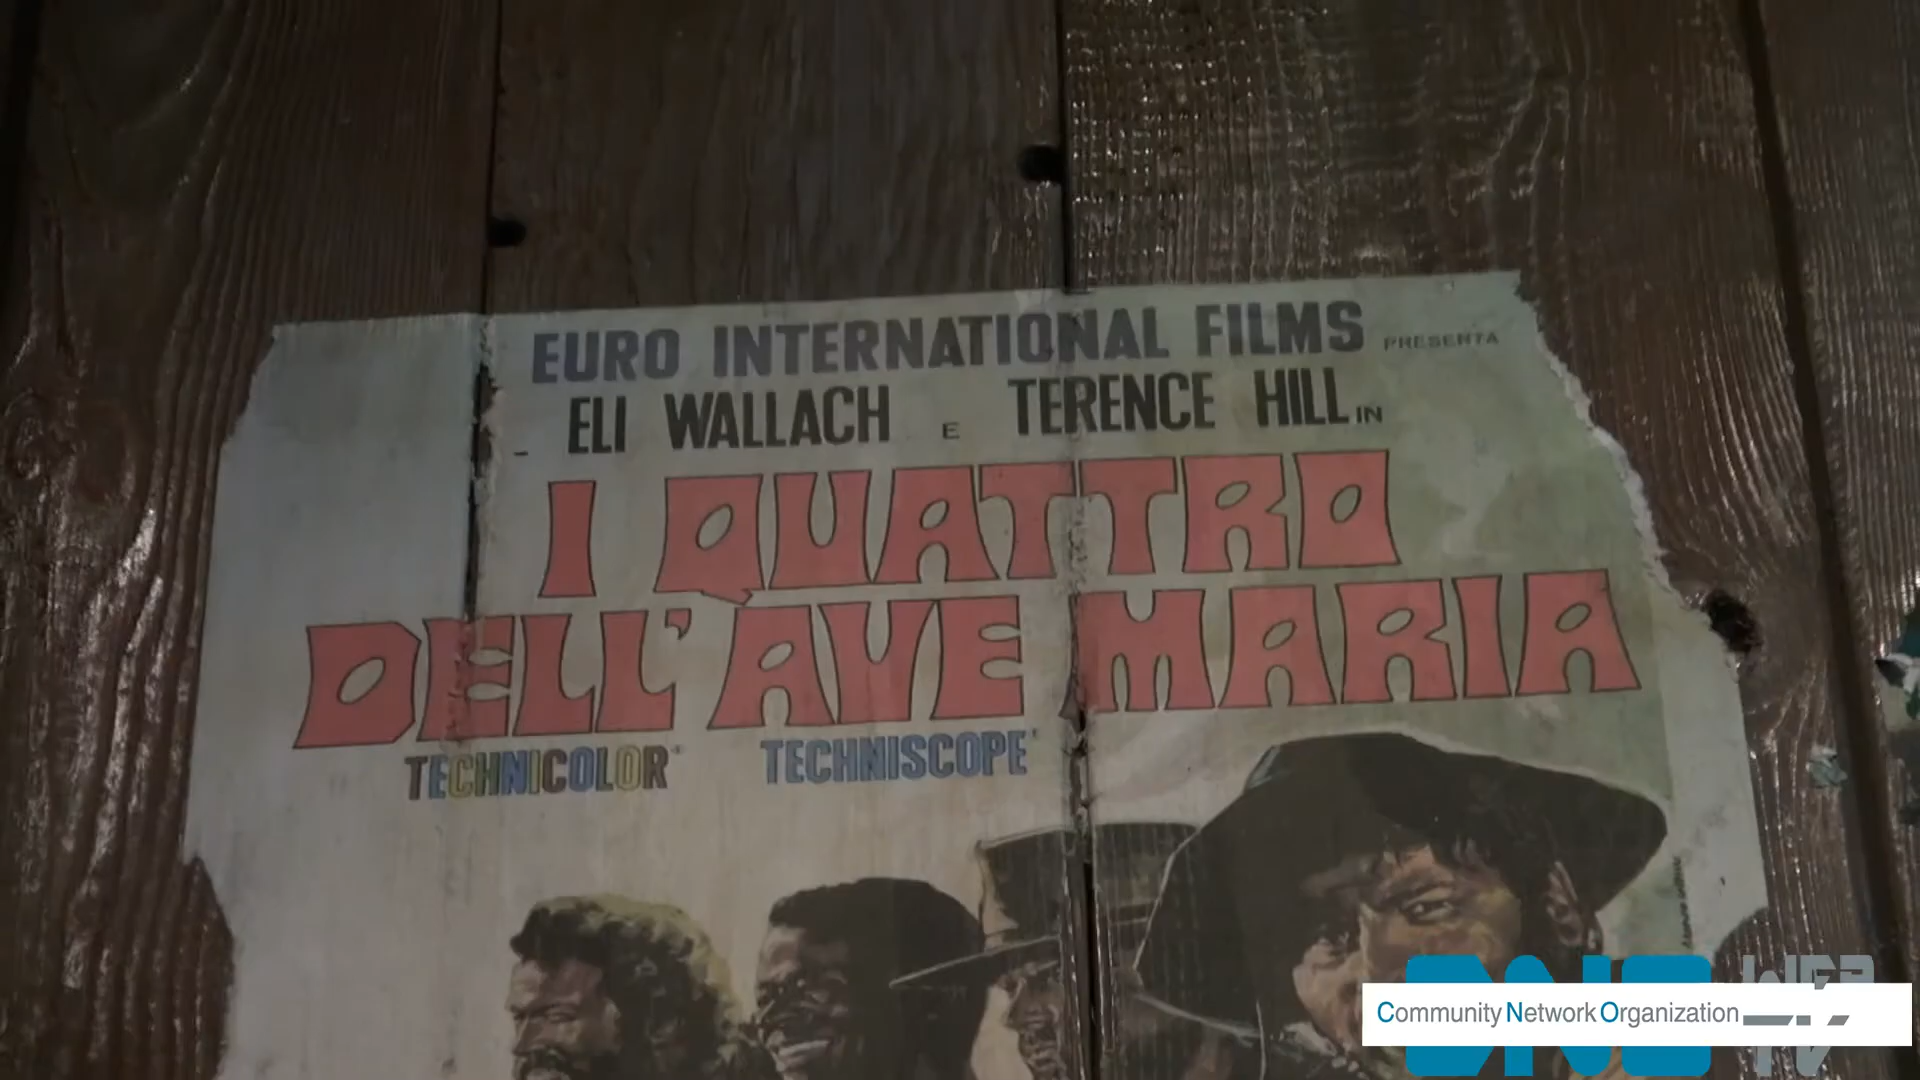 EURO INTERNATIONAL FILMS PRESENTA
ELI WALLACH E TERENCE HILL IN
I QUATTRO
DELL'AVE MARIA
TECHNICOLOR® TECHNISCOPE
Community Network Organization